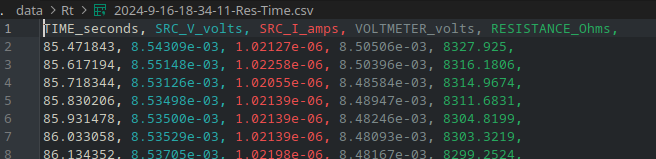 data > Rt > 2024-9-16-18-34-11-Res-Time.csv
1 TIME_seconds, SRC_V_volts, SRC_I_amps, VOLTMETER_volts, RESISTANCE_Ohms,
2 85.471843, 8.54309e-03, 1.02127e-06, 8.50506e-03, 8327.925,
3 85.617194, 8.55148e-03, 1.02258e-06, 8.50396e-03, 8316.1806,
4 85.718344, 8.53126e-03, 1.02055e-06, 8.48584e-03, 8314.9674,
5 85.830206, 8.53498e-03, 1.02139e-06, 8.48947e-03, 8311.6831,
6 85.931478, 8.53500e-03, 1.02139e-06, 8.48246e-03, 8304.8199,
7 86.033058, 8.53529e-03, 1.02139e-06, 8.48093e-03, 8303.3219,
8 86.134352, 8.53705e-03, 1.02198e-06, 8.48167e-03, 8299.2524,